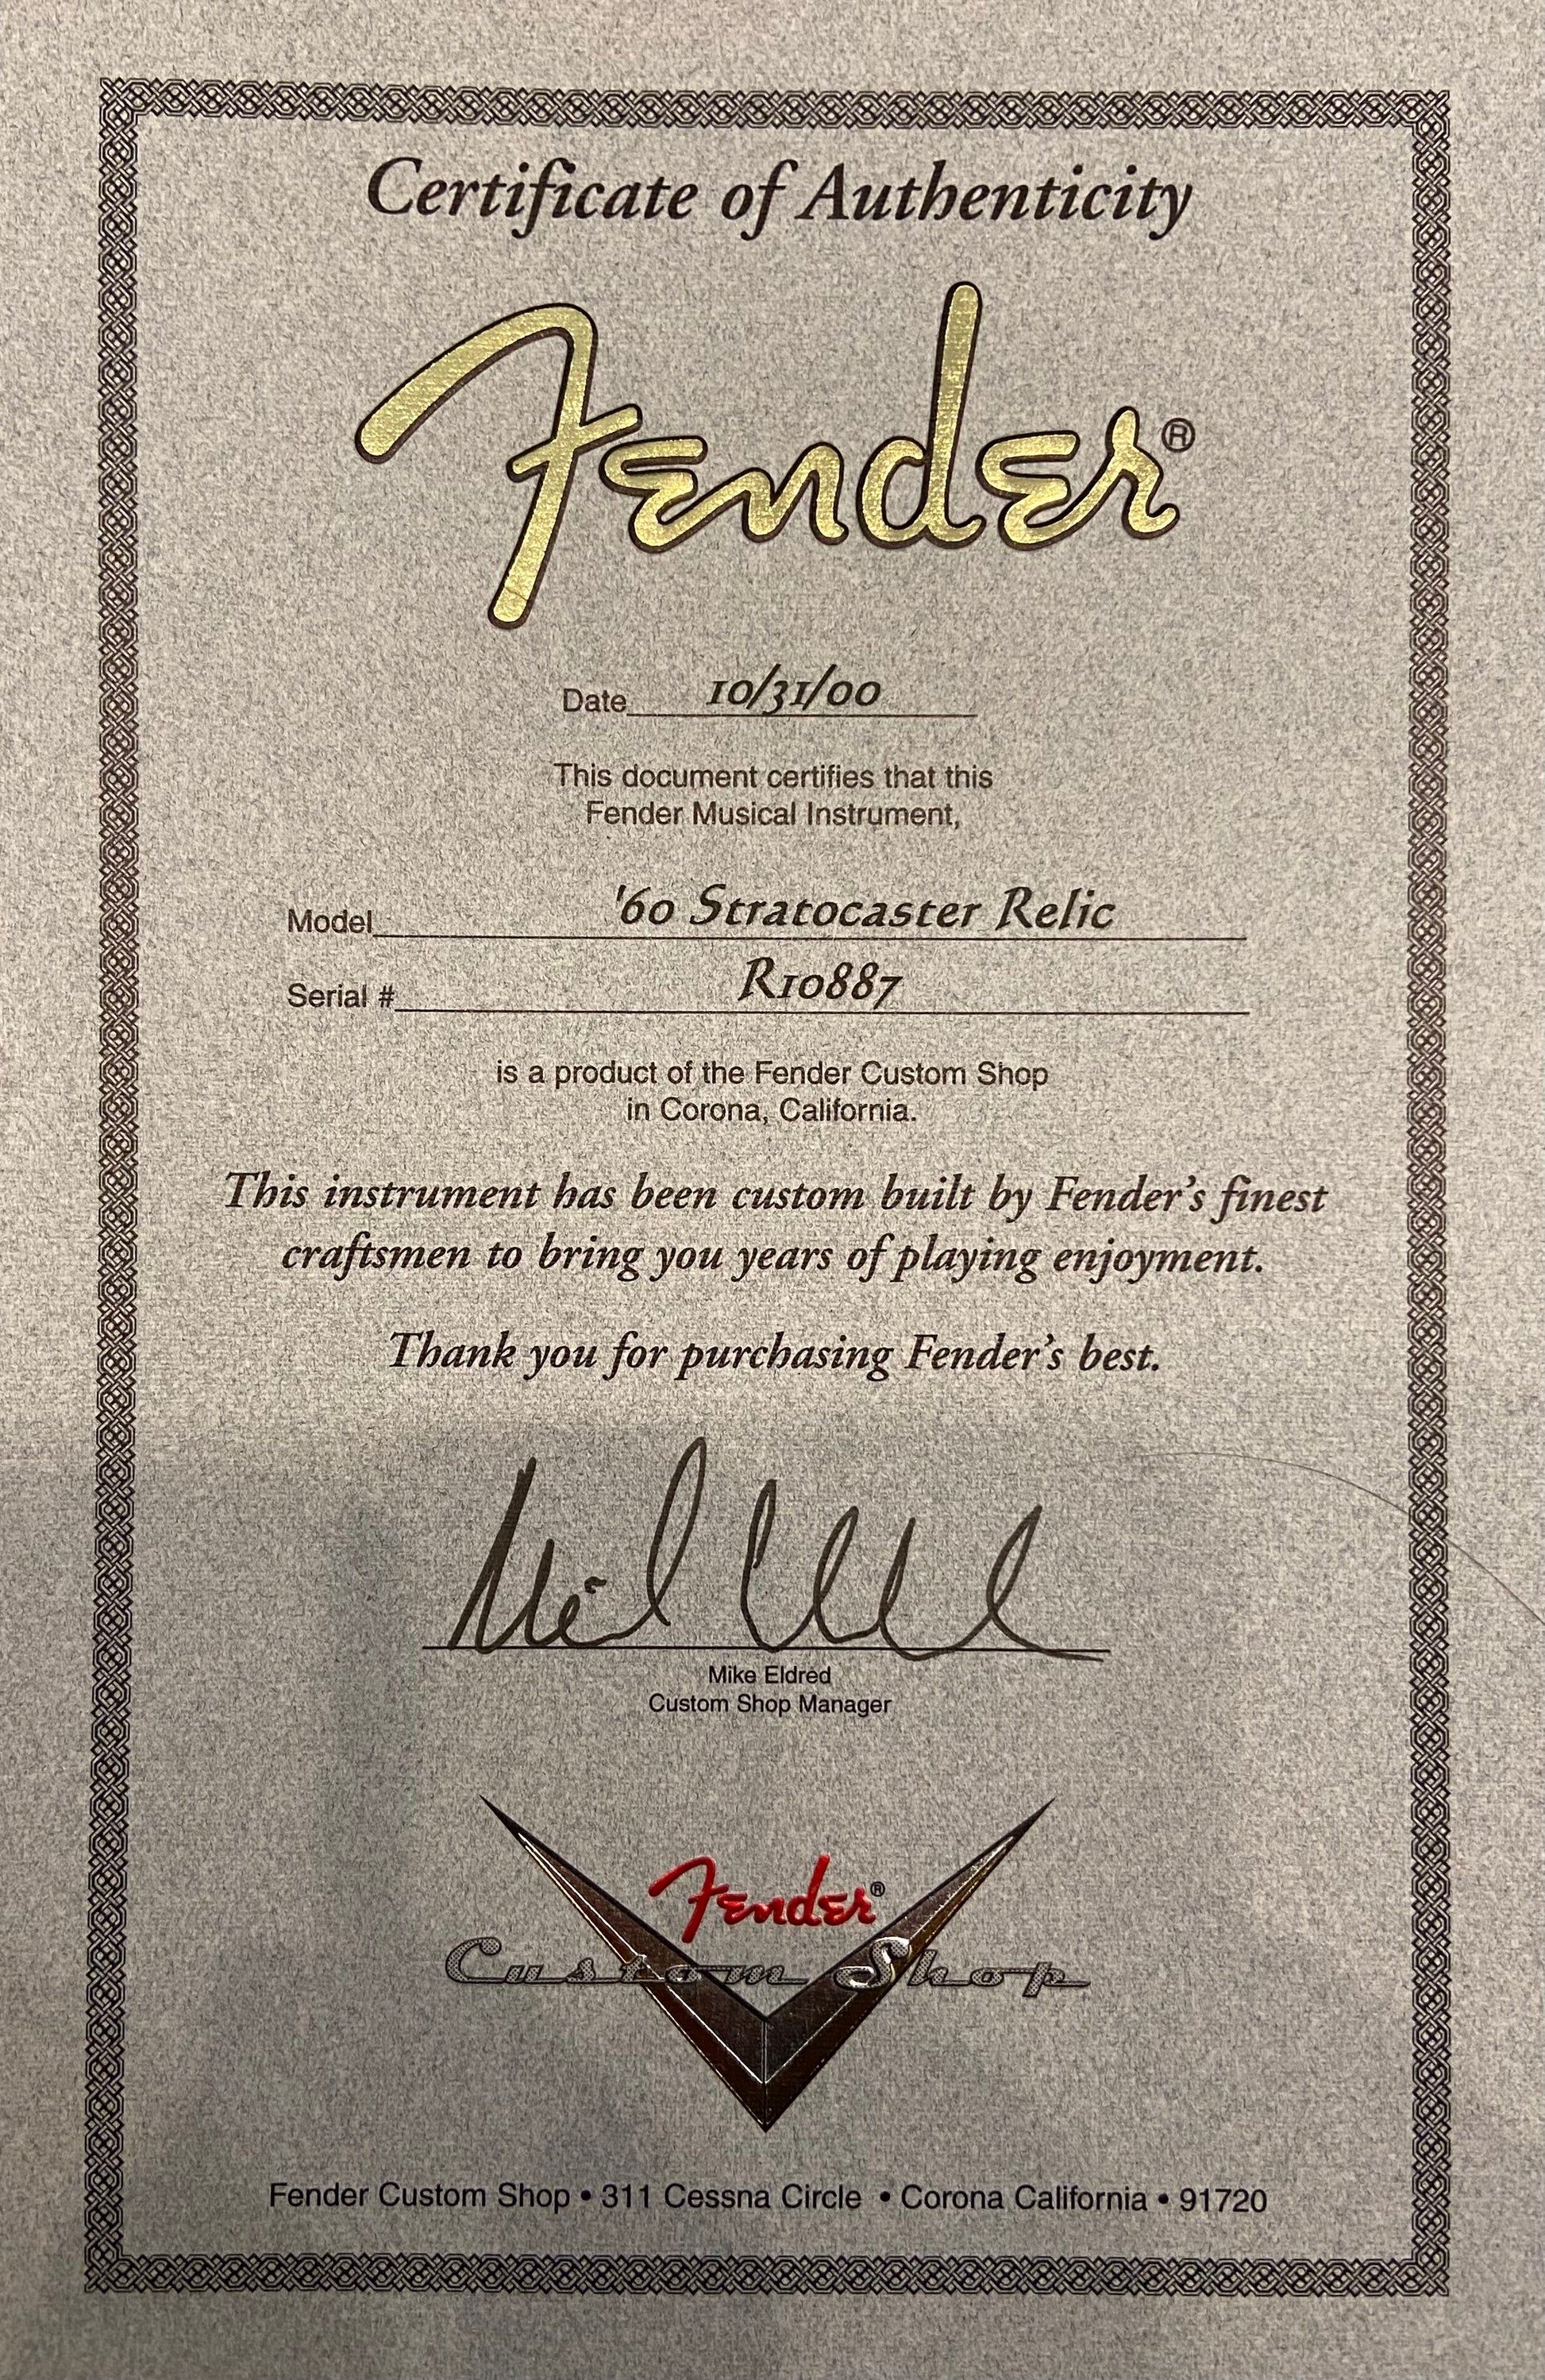 Certificate of Authenticity
Fender®
Date 10/31/00
This document certifies that this
Fender Musical Instrument,
Model '60 Stratocaster Relic
Serial # R10887
is a product of the Fender Custom Shop
in Corona, California.
This instrument has been custom built by Fender's finest
craftsmen to bring you years of playing enjoyment.
Thank you for purchasing Fender's best.
Mike Eldred
Custom Shop Manager
Fender®
Custom Shop
Fender Custom Shop • 311 Cessna Circle • Corona California • 91720